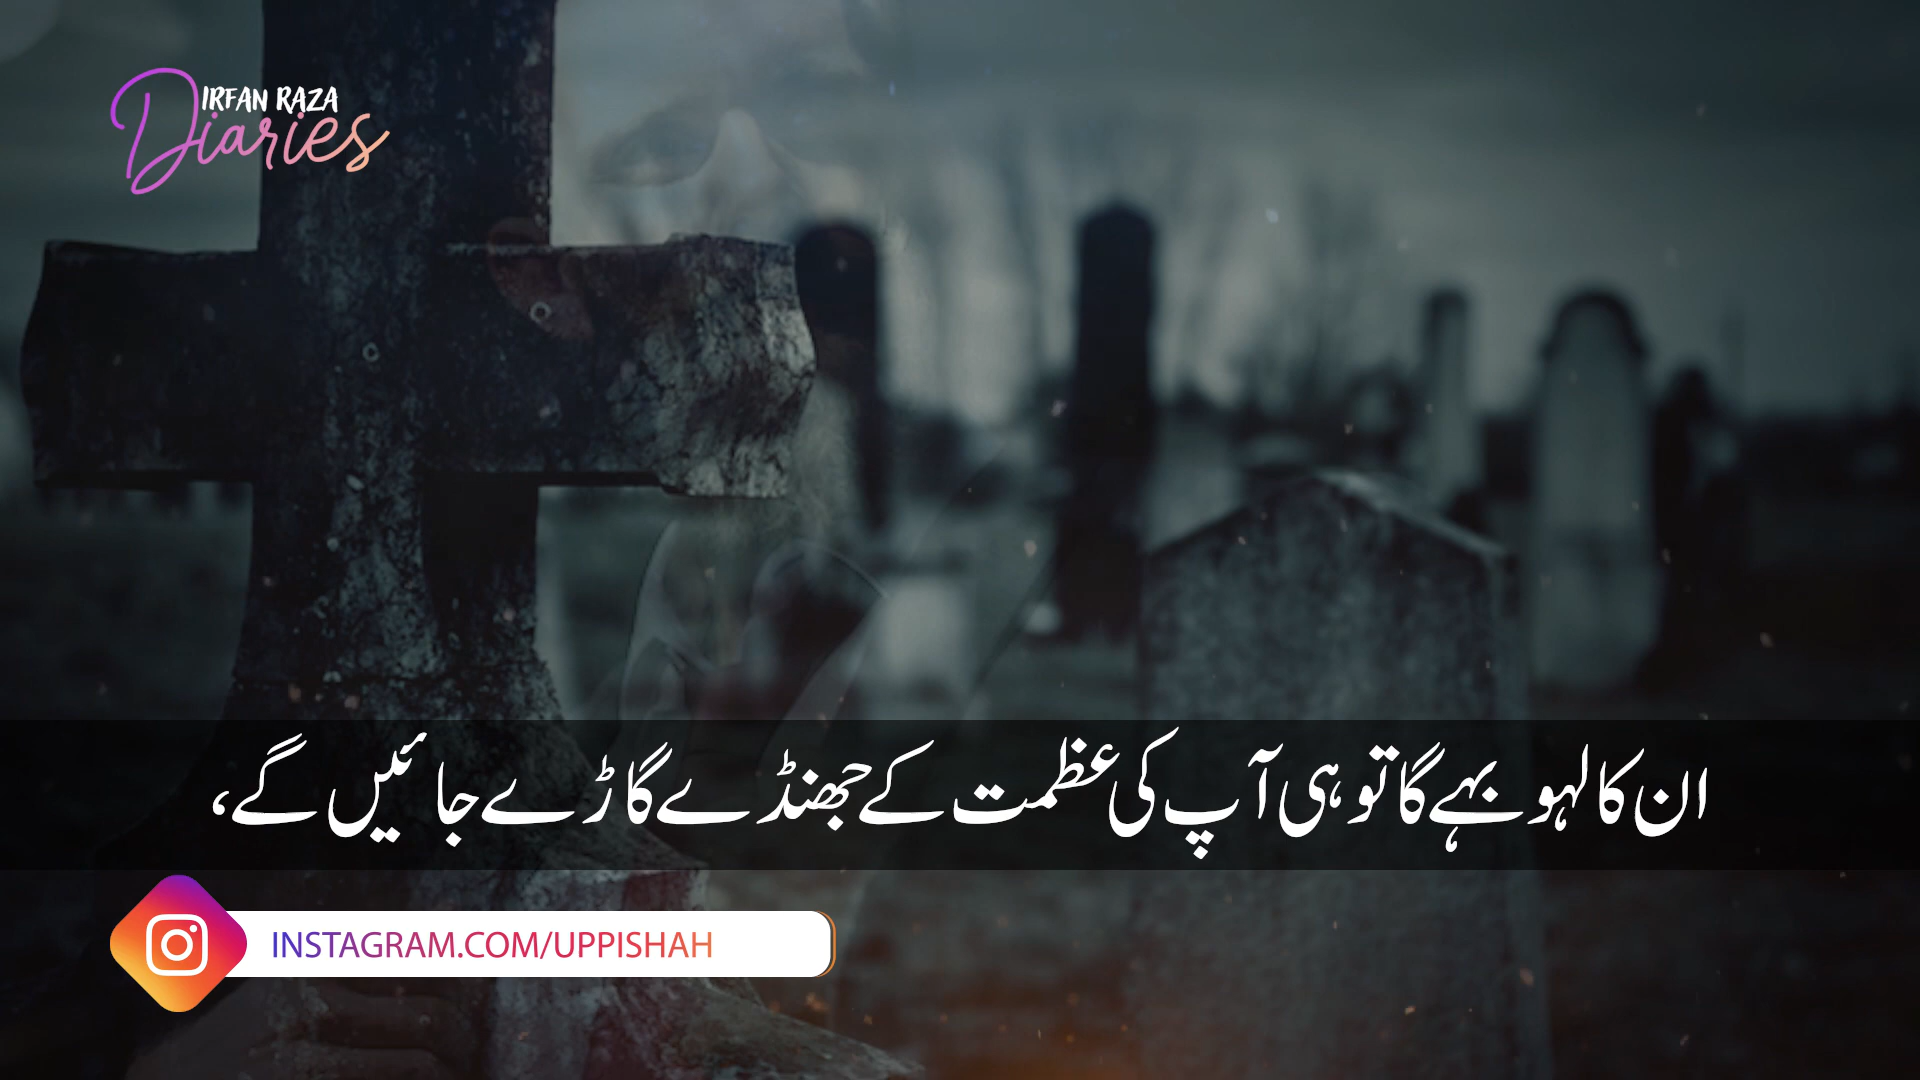 IRFAN RAZA
Diaries
ان کا لہو بہے گا تو ہی آپ کی عظمت کے جھنڈے گاڑے جائیں گے،
INSTAGRAM.COM/UPPISHAH